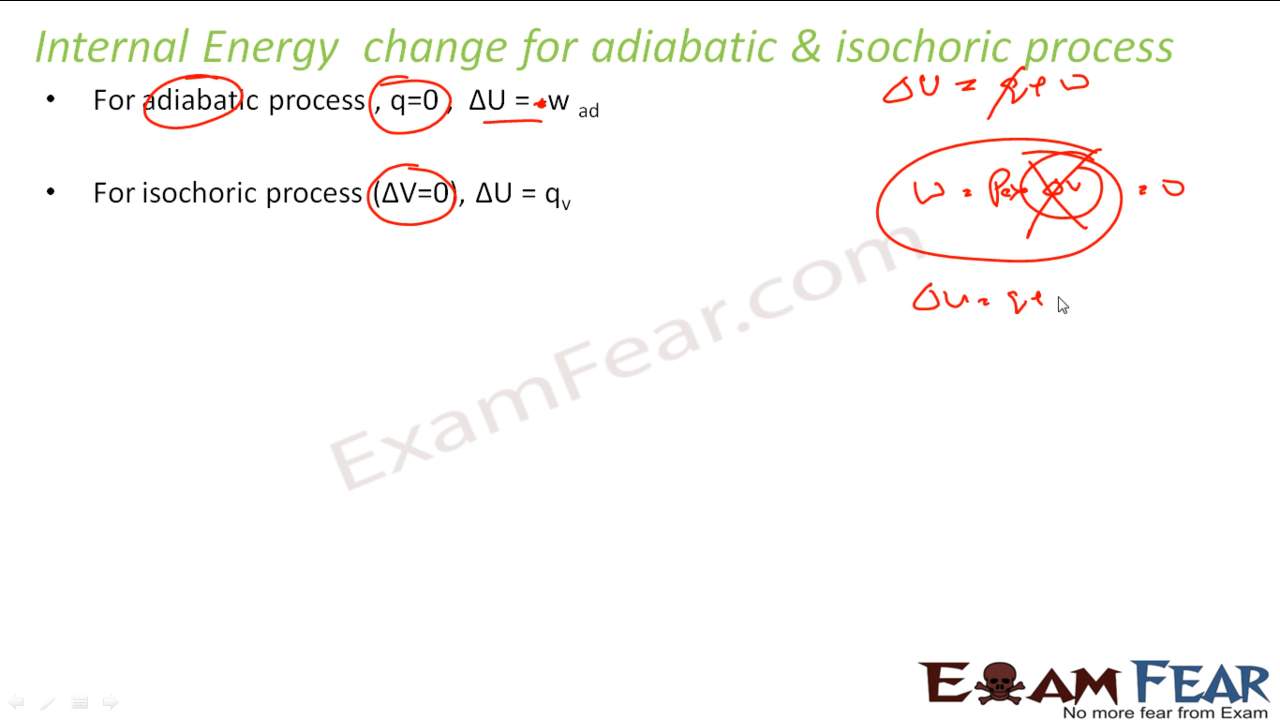 Internal Energy change for adiabatic & isochoric process
• For adiabatic process , q=0 , ΔU = -w ad
ΔU = q + w
• For isochoric process (ΔV=0), ΔU = qv
w = Pex ΔV = 0
ΔU = q +
ExamFear.com
EXAM FEAR
No more fear from Exam